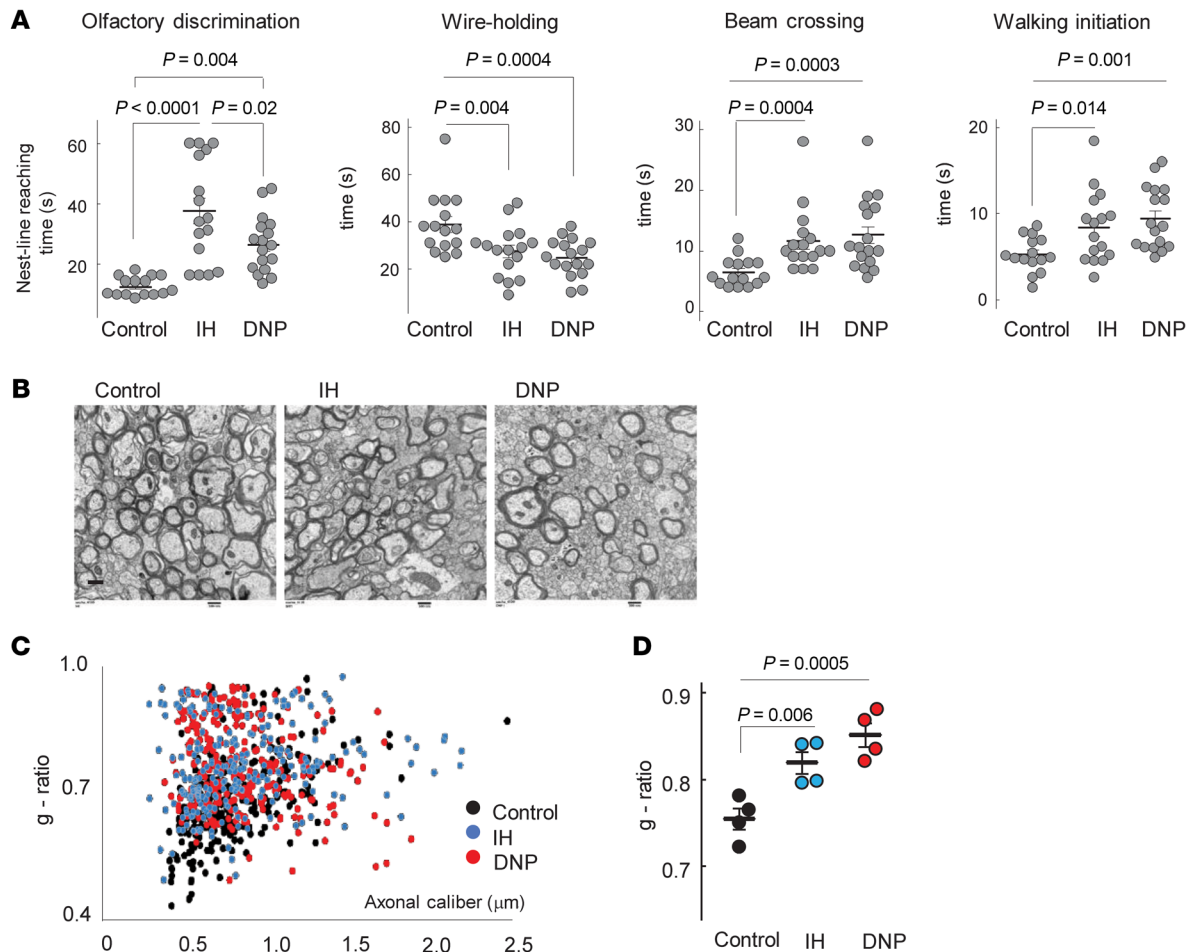 A
Olfactory discrimination
Wire-holding
Beam crossing
Walking initiation
P = 0.004
P < 0.0001
P = 0.02
P = 0.0004
P = 0.004
P = 0.0003
P = 0.0004
P = 0.001
P = 0.014
Nest-line reaching
time (s)
60
40
20
Control IH DNP
time (s)
80
60
40
20
Control IH DNP
time (s)
30
20
10
0
Control IH DNP
time (s)
20
10
0
Control IH DNP
B
Control
IH
DNP
C
1.0
0.7
0.4
g - ratio
Control
IH
DNP
Axonal caliber (μm)
0 0.5 1.0 1.5 2.0 2.5
D
P = 0.0005
P = 0.006
g - ratio
0.9
0.8
0.7
Control IH DNP